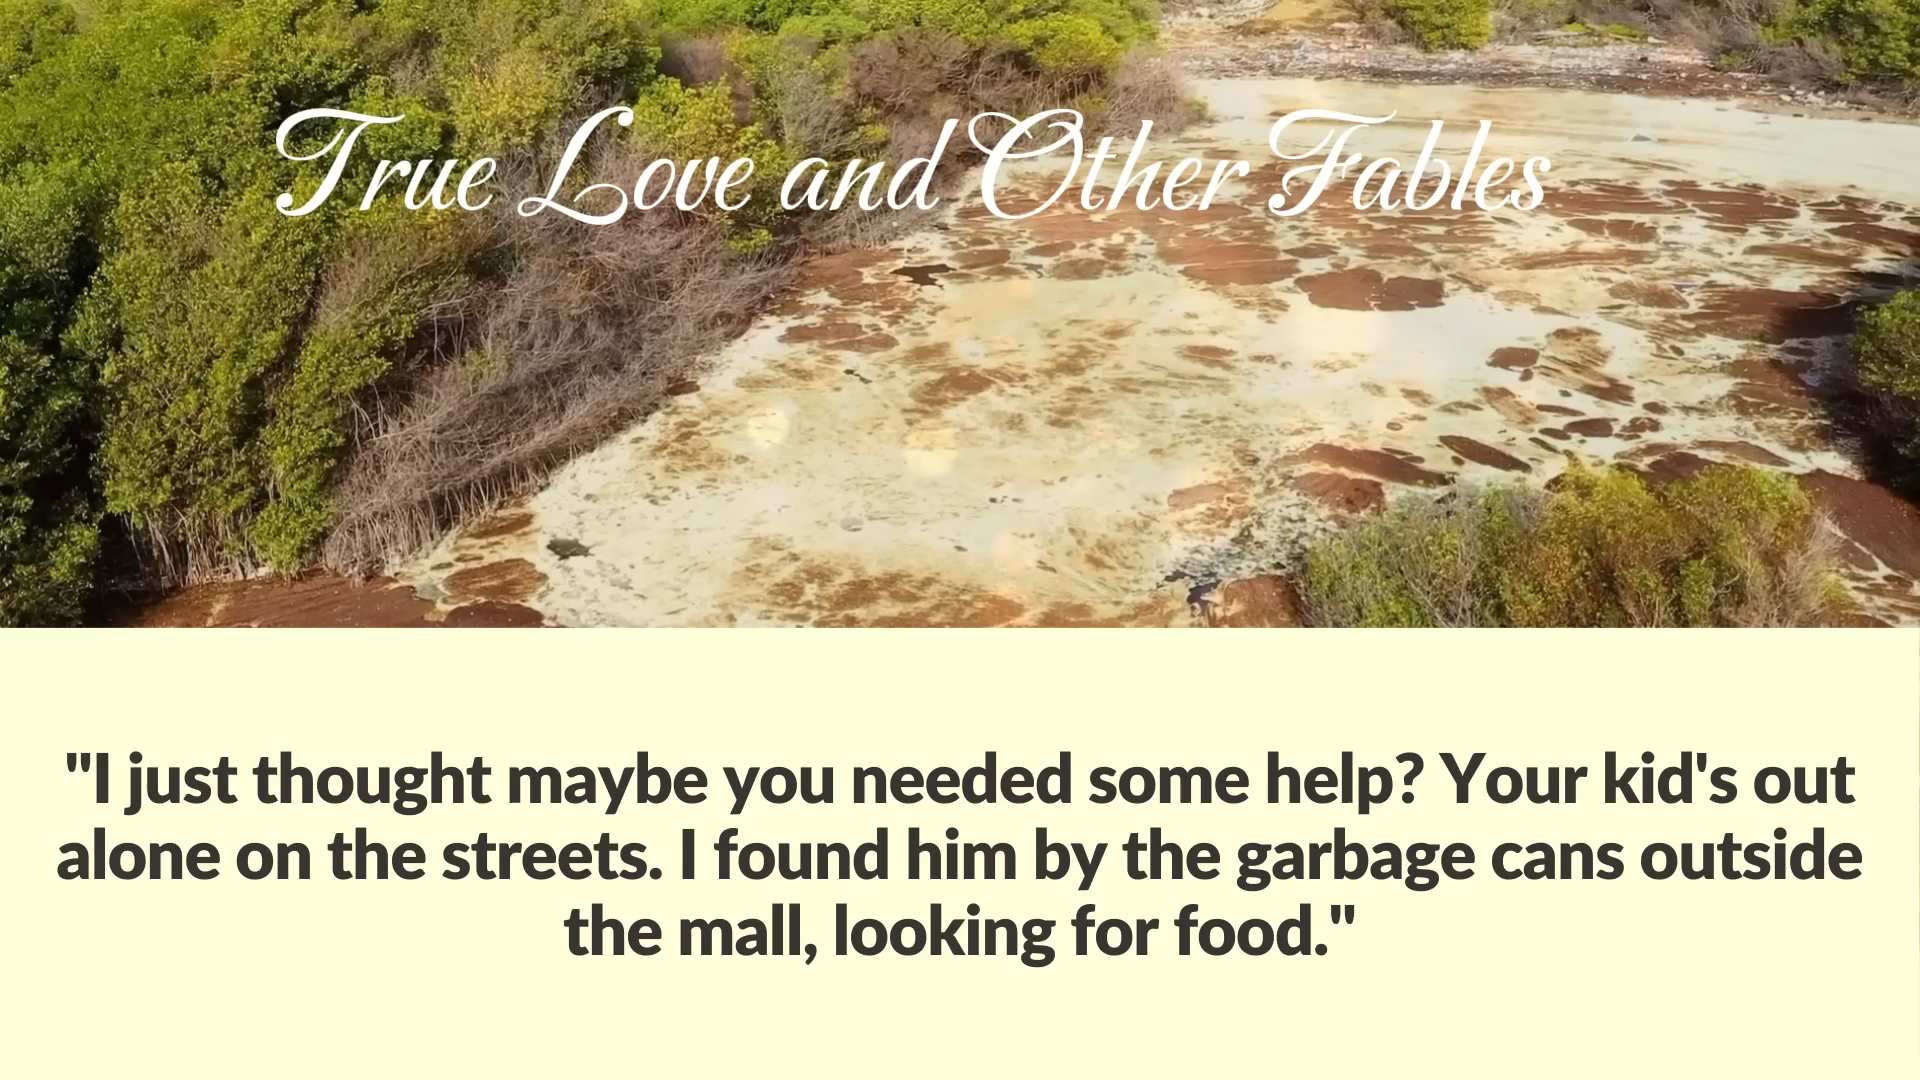 True Love and Other Fables
"I just thought maybe you needed some help? Your kid's out
alone on the streets. I found him by the garbage cans outside
the mall, looking for food."